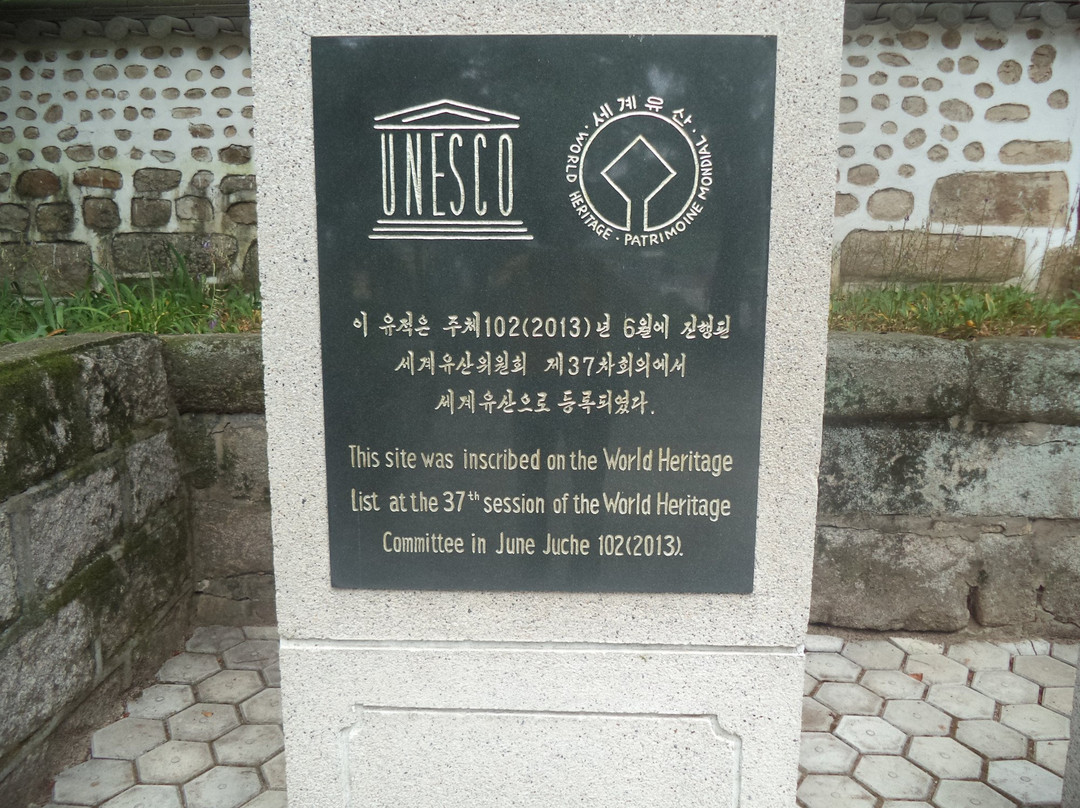 UNESCO
세계유산 · WORLD HERITAGE · PATRIMOINE MONDIAL ·
이 유적은 주체102(2013)년 6월에 진행된
세계유산위원회 제37차회의에서
세계유산으로 등록되였다.
This site was inscribed on the World Heritage
List at the 37th session of the World Heritage
Committee in June Juche 102(2013).